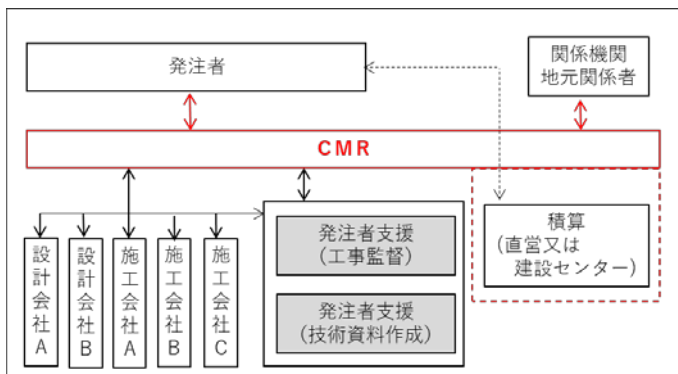 発注者
関係機関
地元関係者
CMR
設計会社A
設計会社B
施工会社A
施工会社B
施工会社C
発注者支援
(工事監督)
発注者支援
(技術資料作成)
積算
(直営又は
建設センター)